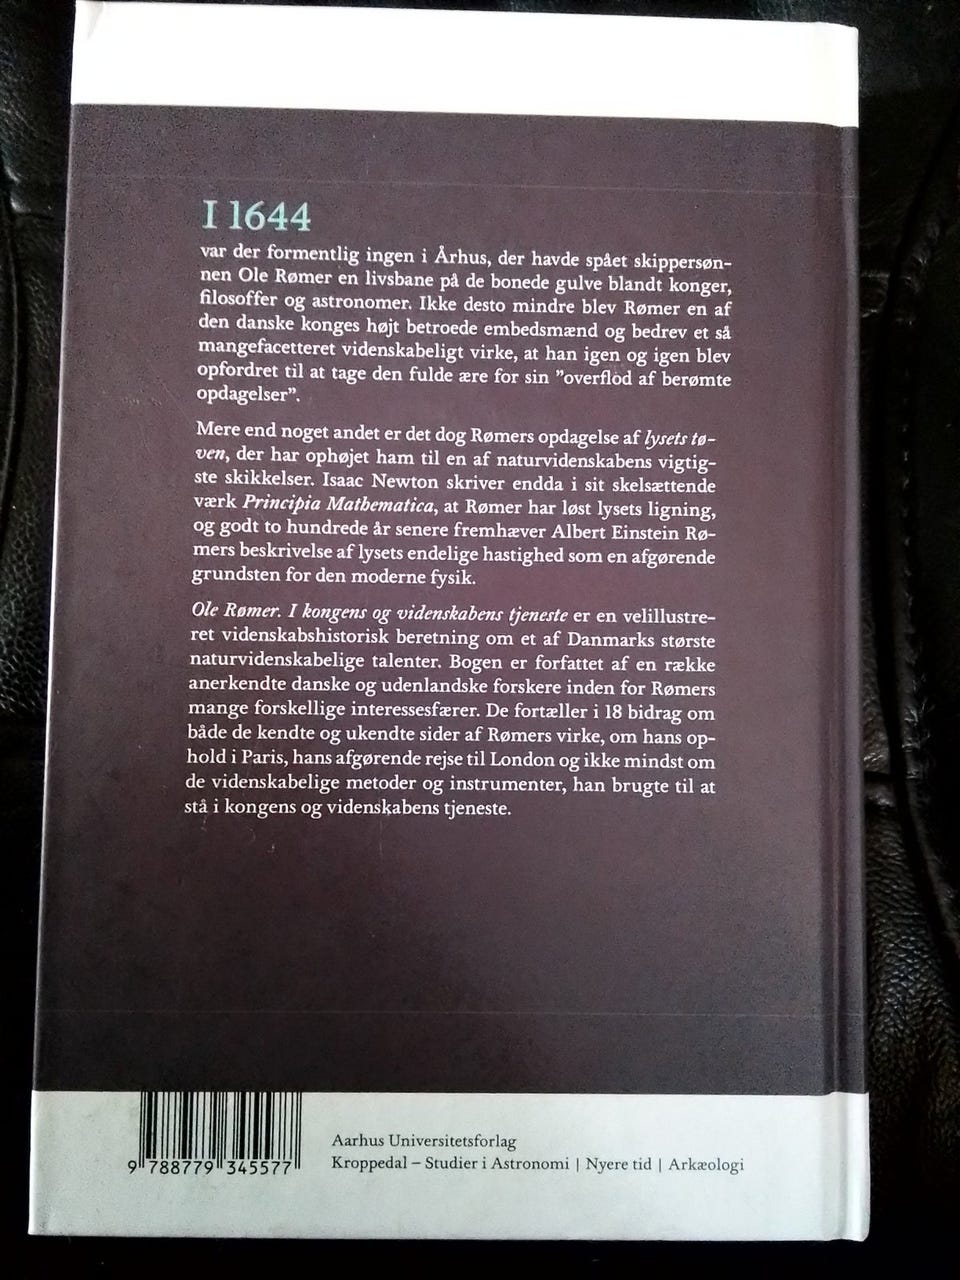 I 1644
var der formentlig ingen i Århus, der havde spået skippersøn-
nen Ole Rømer en livsbane på de bonede gulve blandt konger,
filosoffer og astronomer. Ikke desto mindre blev Rømer en af
den danske konges højt betroede embedsmænd og bedrev et så
mangefacetteret videnskabeligt virke, at han igen og igen blev
opfordret til at tage den fulde ære for sin ”overflod af berømte
opdagelser”.
Mere end noget andet er det dog Rømers opdagelse af lysets tø-
ven, der har ophøjet ham til en af naturvidenskabens vigtig-
ste skikkelser. Isaac Newton skriver endda i sit skelsættende
værk Principia Mathematica, at Rømer har løst lysets ligning,
og godt to hundrede år senere fremhæver Albert Einstein Rø-
mers beskrivelse af lysets endelige hastighed som en afgørende
grundsten for den moderne fysik.
Ole Rømer. I kongens og videnskabens tjeneste er en velillustre-
ret videnskabshistorisk beretning om et af Danmarks største
naturvidenskabelige talenter. Bogen er forfattet af en række
anerkendte danske og udenlandske forskere inden for Rømers
mange forskellige interessesfærer. De fortæller i 18 bidrag om
både de kendte og ukendte sider af Rømers virke, om hans op-
hold i Paris, hans afgørende rejse til London og ikke mindst om
de videnskabelige metoder og instrumenter, han brugte til at
stå i kongens og videnskabens tjeneste.
9 788779 345577
Aarhus Universitetsforlag
Kroppedal – Studier i Astronomi | Nyere tid | Arkæologi